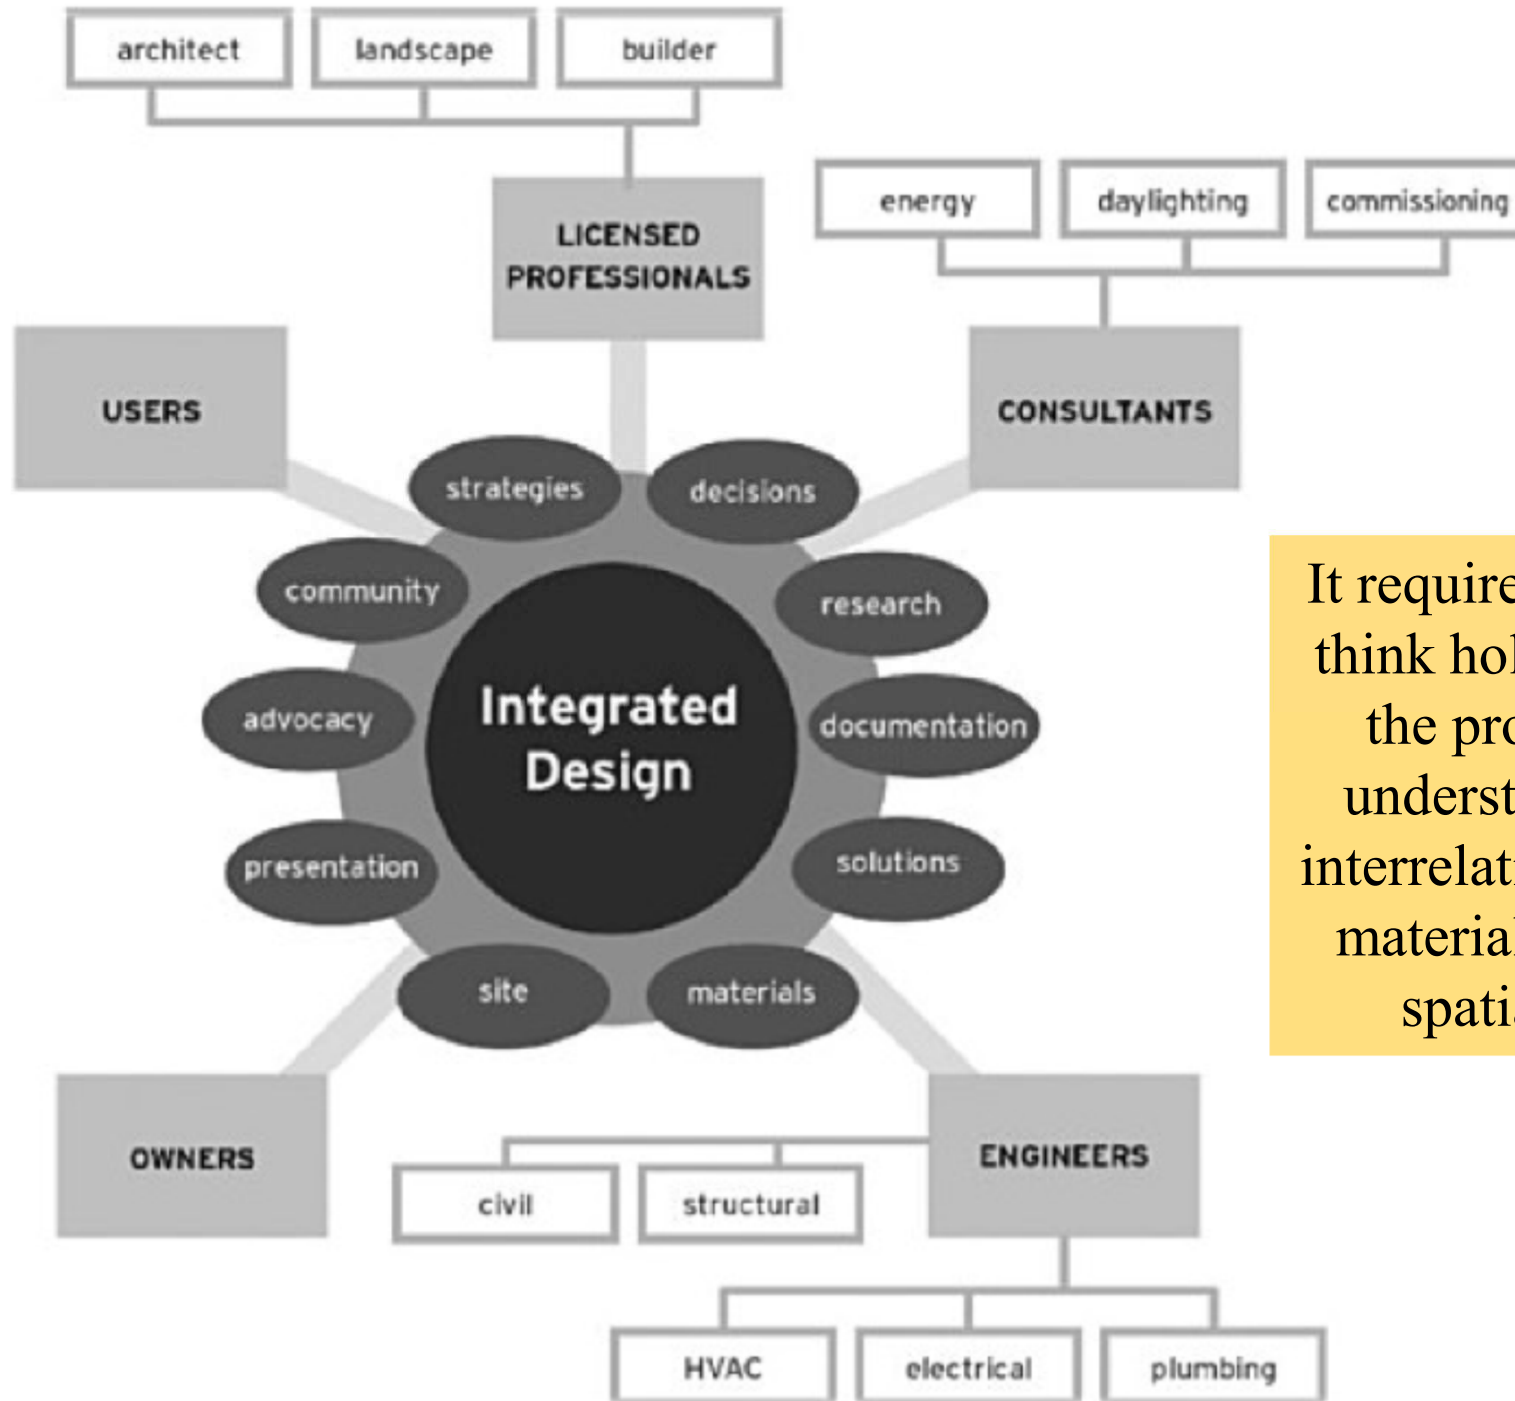 architect
landscape
builder
LICENSED
PROFESSIONALS
energy
daylighting
commissioning
USERS
CONSULTANTS
strategies
decisions
community
research
advocacy
Integrated
Design
documentation
presentation
solutions
site
materials
It require
think hol
the pro
underst
interrelati
material
spati
OWNERS
ENGINEERS
civil
structural
HVAC
electrical
plumbing